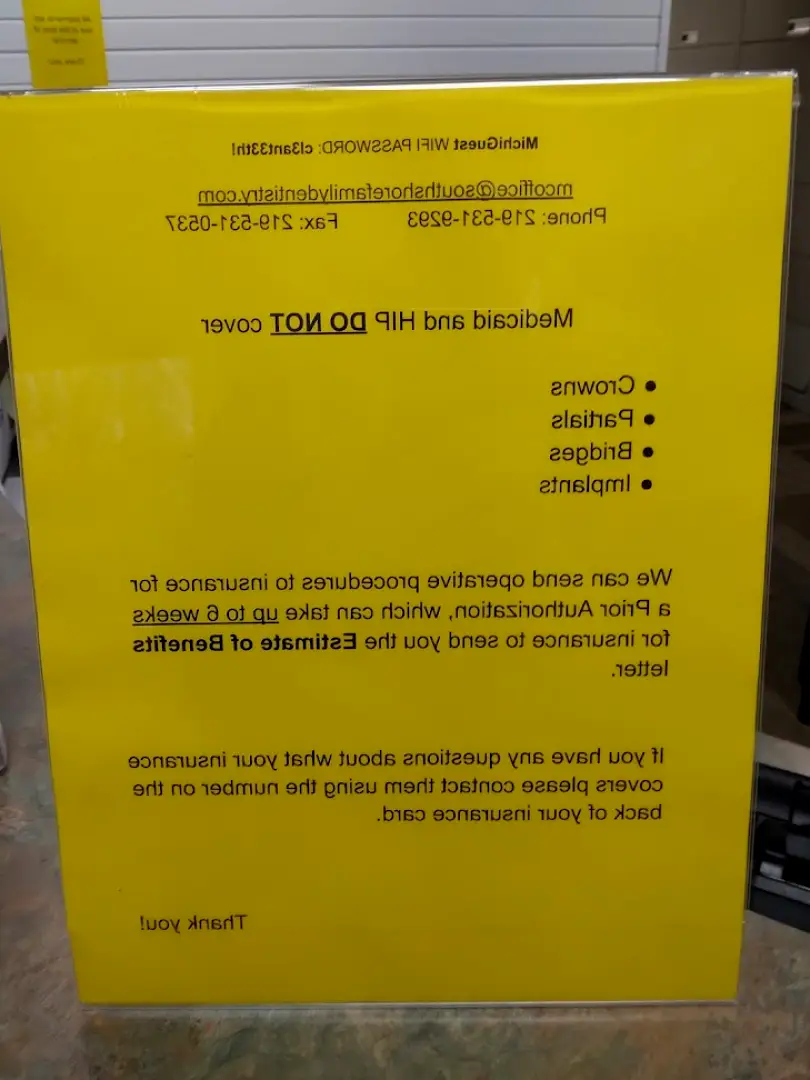 All payments are
MichiGuest WIFI PASSWORD: cl3ant33th!
mcoffice@southshorefamilydentistry.com
Phone: 219-531-9293 Fax: 219-531-0537
Medicaid and HIP DO NOT cover
• Crowns
• Partials
• Bridges
• Implants
We can send operative procedures to insurance for
a Prior Authorization, which can take up to 6 weeks
for insurance to send you the Estimate of Benefits
letter.
If you have any questions about what your insurance
covers please contact them using the number on the
back of your insurance card.
Thank you!